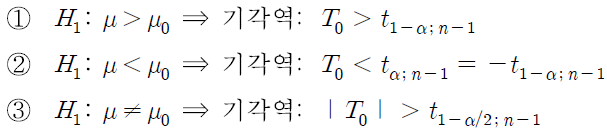 ① H₁: μ > μ₀ ⇒ 기각역: T₀ > t₁₋α; n₋₁
② H₁: μ < μ₀ ⇒ 기각역: T₀ < tα; n₋₁ = −t₁₋α; n₋₁
③ H₁: μ ≠ μ₀ ⇒ 기각역: | T₀ | > t₁₋α/₂; n₋₁